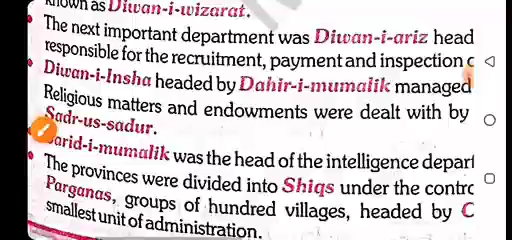 known as Diwan-i-wizarat.
The next important department was Diwan-i-ariz head
responsible for the recruitment, payment and inspection
Diwan-i-Insha headed by Dahir-i-mumalik managed
Religious matters and endowments were dealt with by
Sadr-us-sadur.
Barid-i-mumalik was the head of the intelligence depart
The provinces were divided into Shiqs under the contro
Parganas, groups of hundred villages, headed by C
smallest unit of administration.